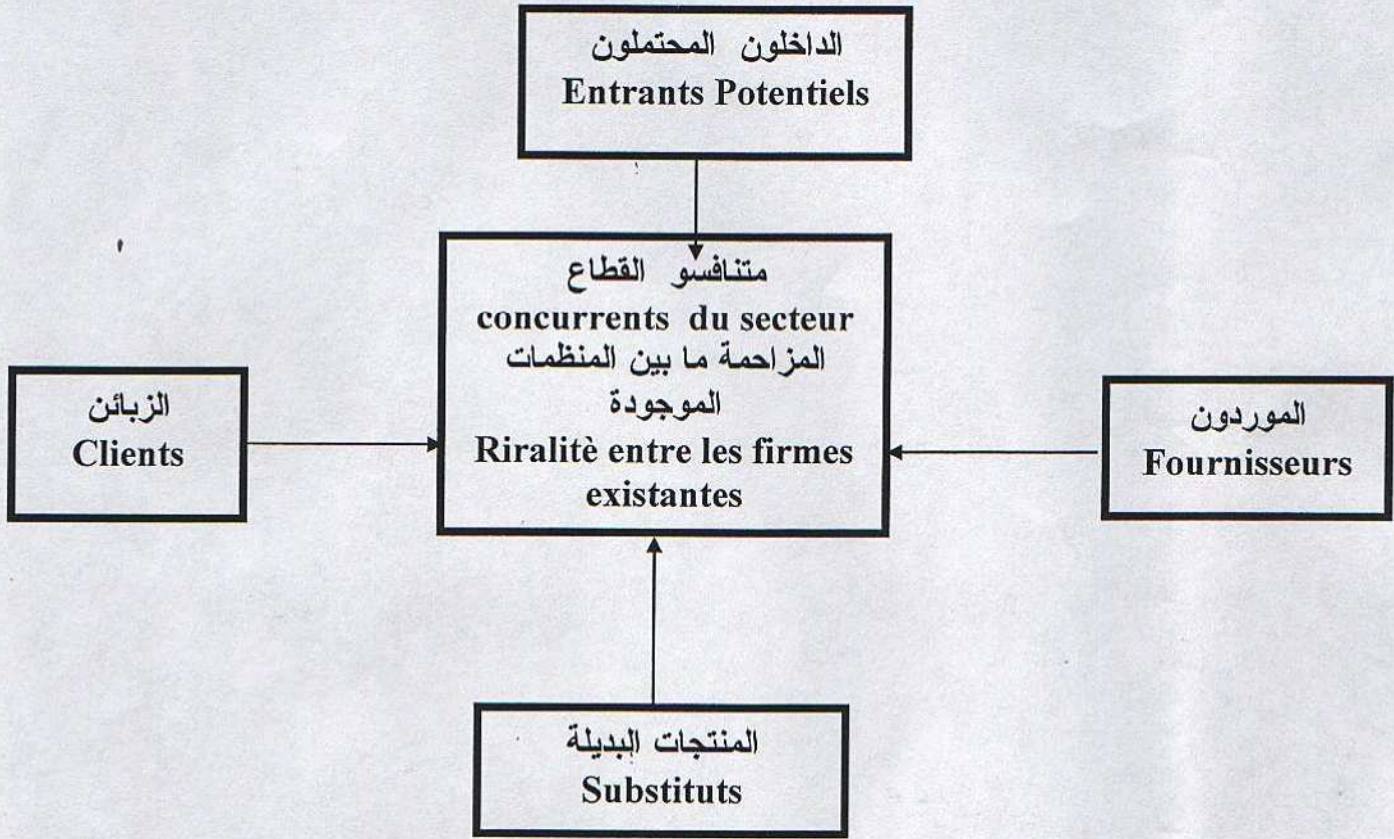 الداخلون المحتملون
Entrants Potentiels
متنافسو القطاع
concurrents du secteur
المزاحمة ما بين المنظمات
الموجودة
Riralitè entre les firmes
existantes
الزبائن
Clients
الموردون
Fournisseurs
المنتجات البديلة
Substituts